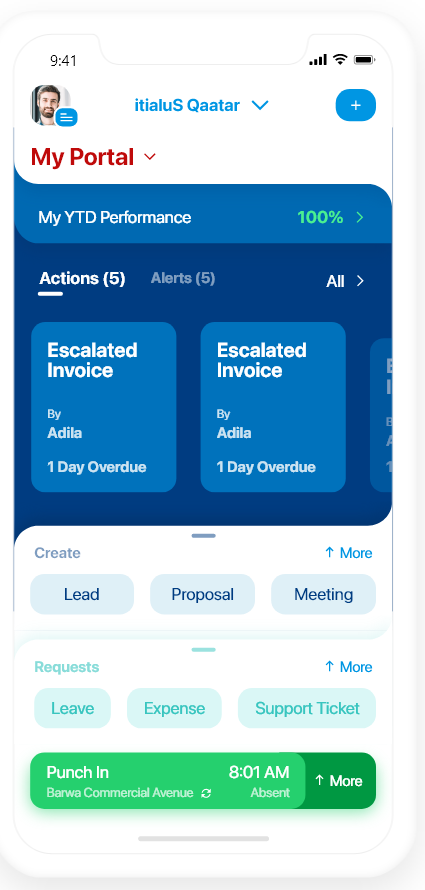 9:41
itialuS Qaatar
+
My Portal
My YTD Performance 100%
Actions (5) Alerts (5) All
Escalated Invoice
By
Adila
1 Day Overdue
Escalated Invoice
By
Adila
1 Day Overdue
Create ↑ More
Lead Proposal Meeting
Requests ↑ More
Leave Expense Support Ticket
Punch In 8:01 AM ↑ More
Barwa Commercial Avenue Absent